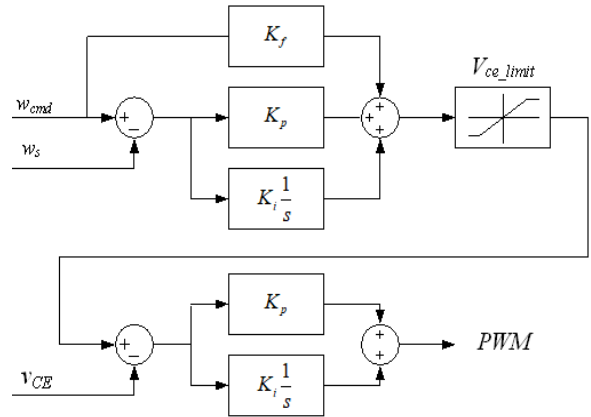 K_f
V_ce_limit
w_cmd
+
−
K_p
+
+
+
w_s
K_i 1/s
K_p
+
−
+
+
PWM
v_CE
K_i 1/s